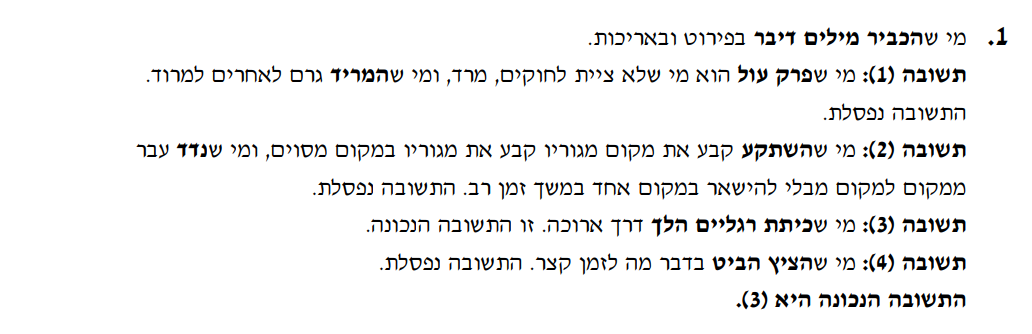 1. מי שהכביר מילים דיבר בפירוט ובאריכות.
תשובה (1): מי שפרק עול הוא מי שלא ציית לחוקים, מרד, ומי שהמריד גרם לאחרים למרוד.
התשובה נפסלת.
תשובה (2): מי שהשתקע קבע את מקום מגוריו קבע את מגוריו במקום מסוים, ומי שנדד עבר
ממקום למקום מבלי להישאר במקום אחד במשך זמן רב. התשובה נפסלת.
תשובה (3): מי שכיתת רגליים הלך דרך ארוכה. זו התשובה הנכונה.
תשובה (4): מי שהציץ הביט בדבר מה לזמן קצר. התשובה נפסלת.
התשובה הנכונה היא (3).